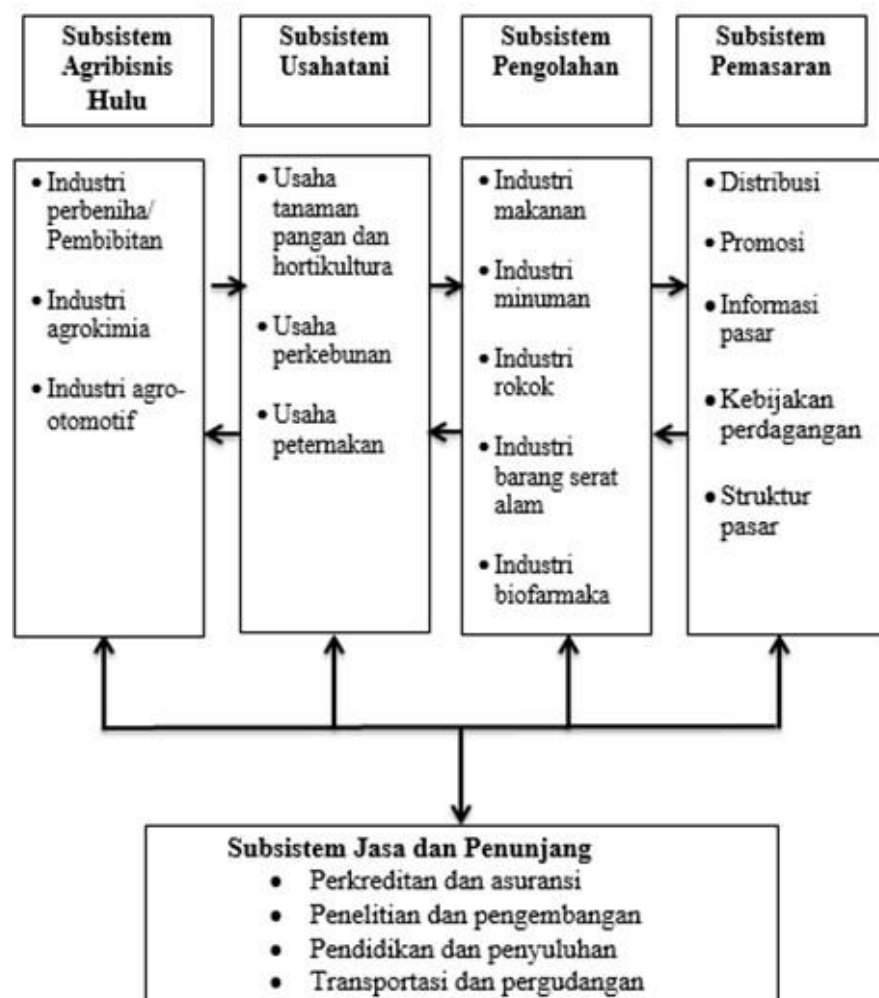 Subsistem
Agribisnis
Hulu
Subsistem
Usahatani
Subsistem
Pengolahan
Subsistem
Pemasaran
• Industri
perbeniha/
Pembibitan
• Industri
agrokimia
• Industri agro-
otomotif
• Usaha
tanaman
pangan dan
hortikultura
• Usaha
perkebunan
• Usaha
peternakan
• Industri
makanan
• Industri
minuman
• Industri
rokok
• Industri
barang serat
alam
• Industri
biofarmaka
• Distribusi
• Promosi
• Informasi
pasar
• Kebijakan
perdagangan
• Struktur
pasar
Subsistem Jasa dan Penunjang
• Perkreditan dan asuransi
• Penelitian dan pengembangan
• Pendidikan dan penyuluhan
• Transportasi dan pergudangan